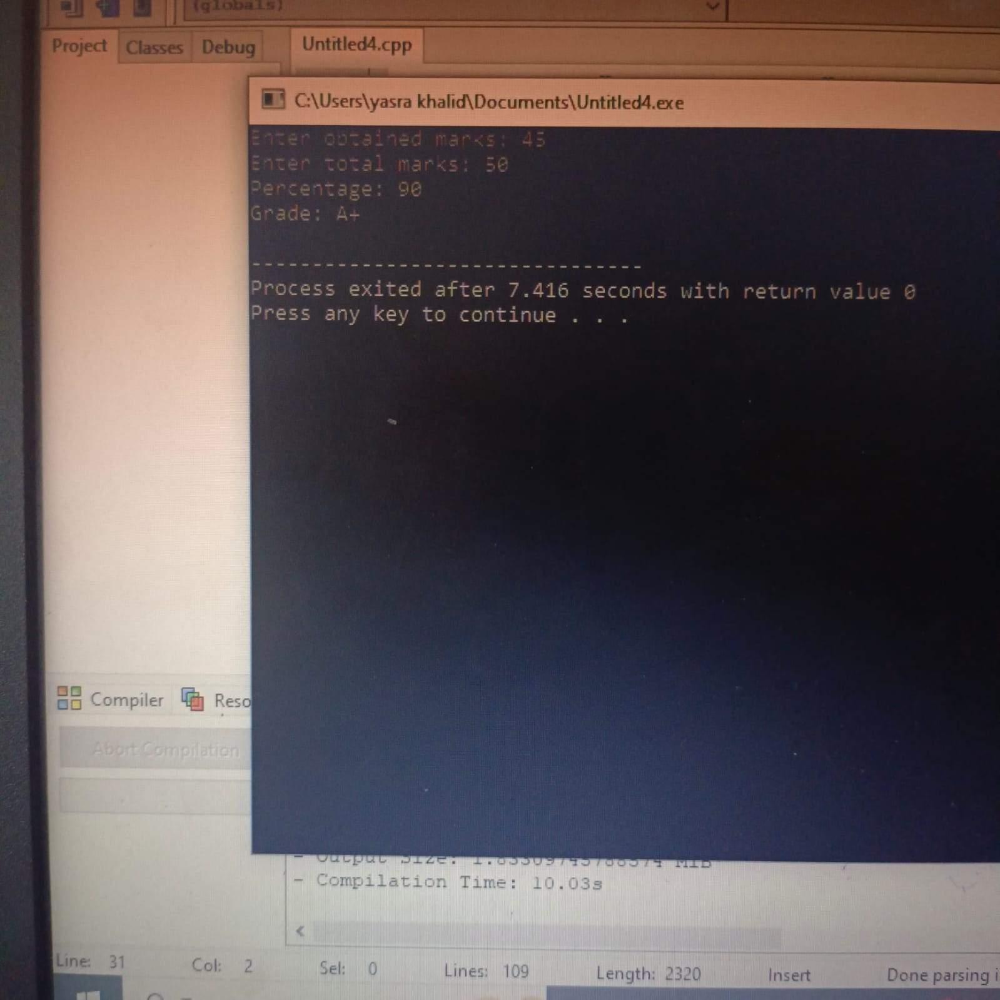 (globals)
Project Classes Debug Untitled4.cpp
C:\Users\yasra khalid\Documents\Untitled4.exe
Enter obtained marks: 45
Enter total marks: 50
Percentage: 90
Grade: A+
--------------------------------
Process exited after 7.416 seconds with return value 0
Press any key to continue . . .
Compiler Reso
Abort Compilation
- Output Size:
- Compilation Time: 10.03s
Line: 31 Col: 2 Sel: 0 Lines: 109 Length: 2320 Insert Done parsing i